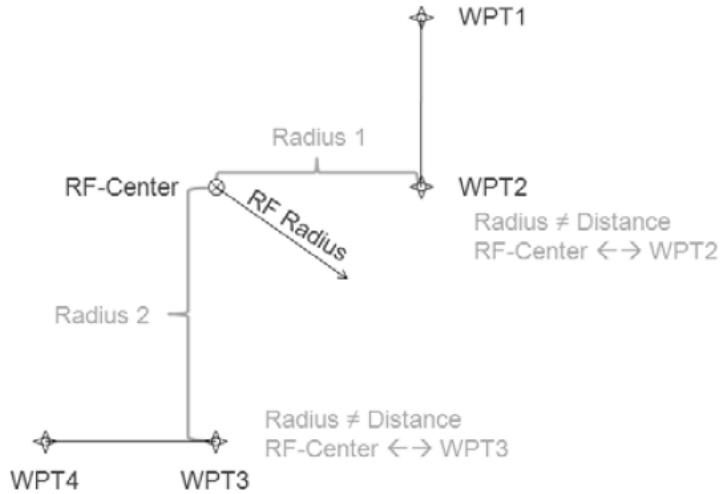 WPT1
Radius 1
RF-Center
RF Radius
WPT2
Radius ≠ Distance
RF-Center ←→ WPT2
Radius 2
Radius ≠ Distance
RF-Center ←→ WPT3
WPT4
WPT3